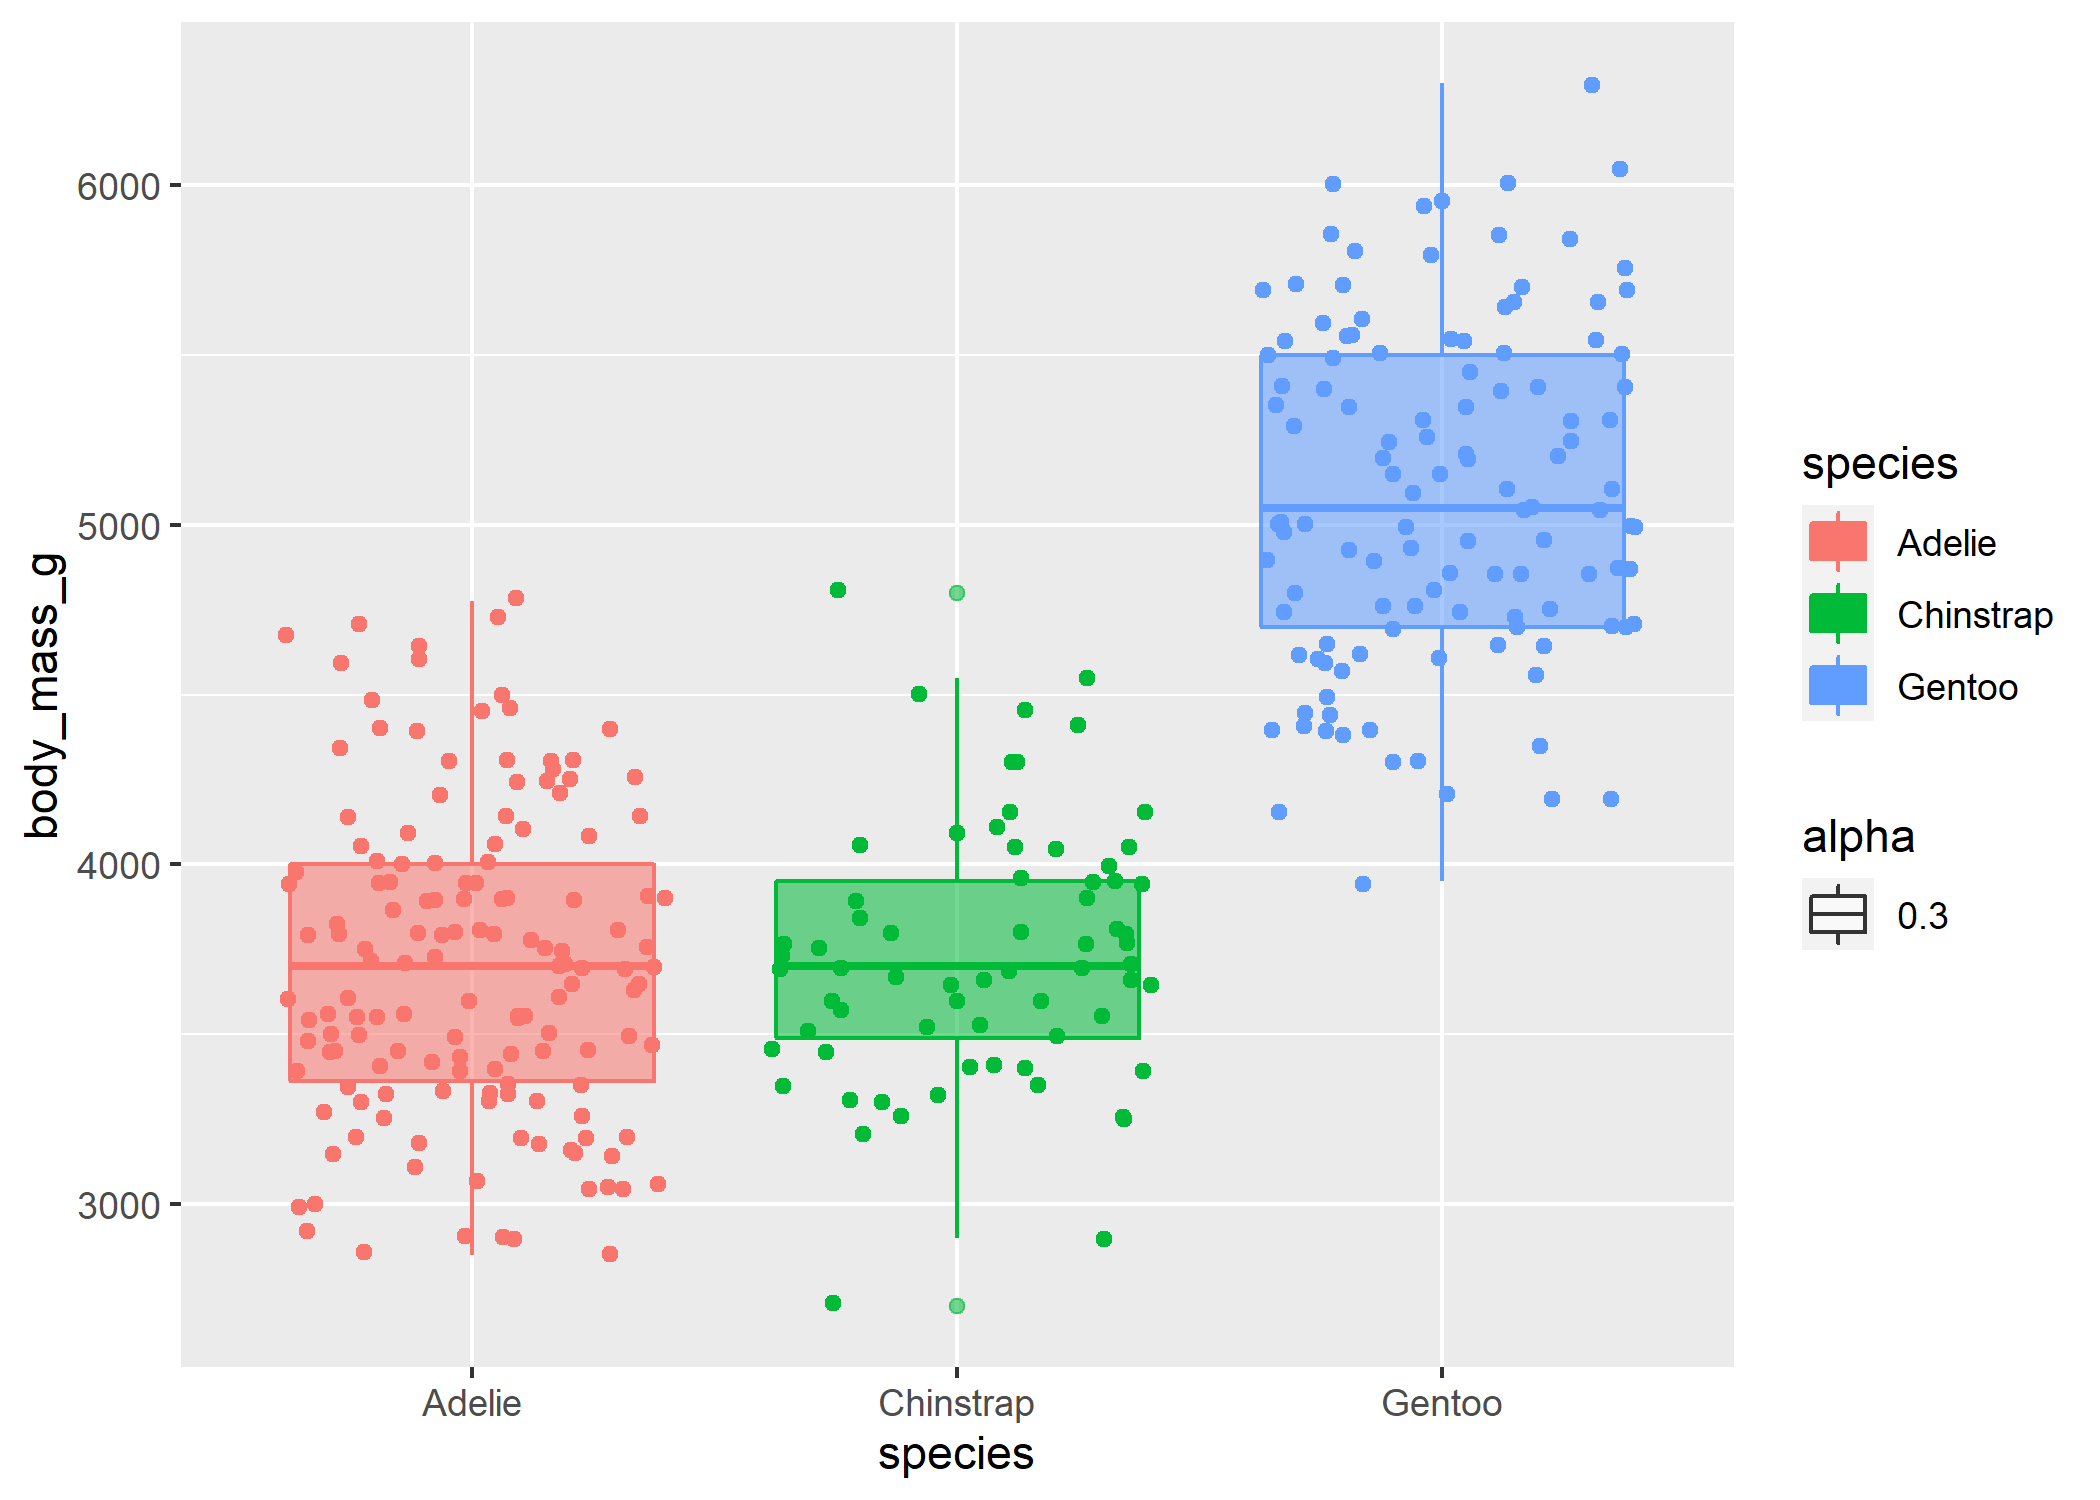 body_mass_g
6000
5000
4000
3000
Adelie
Chinstrap
Gentoo
species
species
Adelie
Chinstrap
Gentoo
alpha
0.3